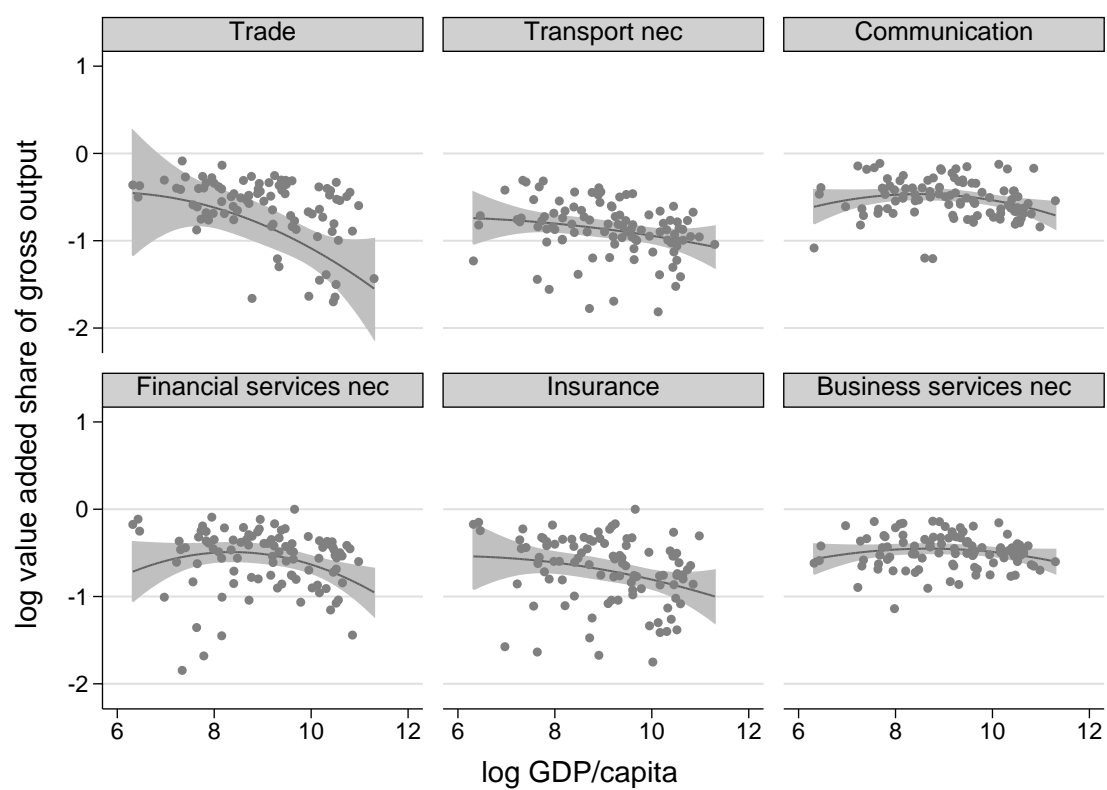 Trade
Transport nec
Communication
1
0
-1
-2
Financial services nec
Insurance
Business services nec
1
0
-1
-2
6 8 10 12
6 8 10 12
6 8 10 12
log value added share of gross output
log GDP/capita